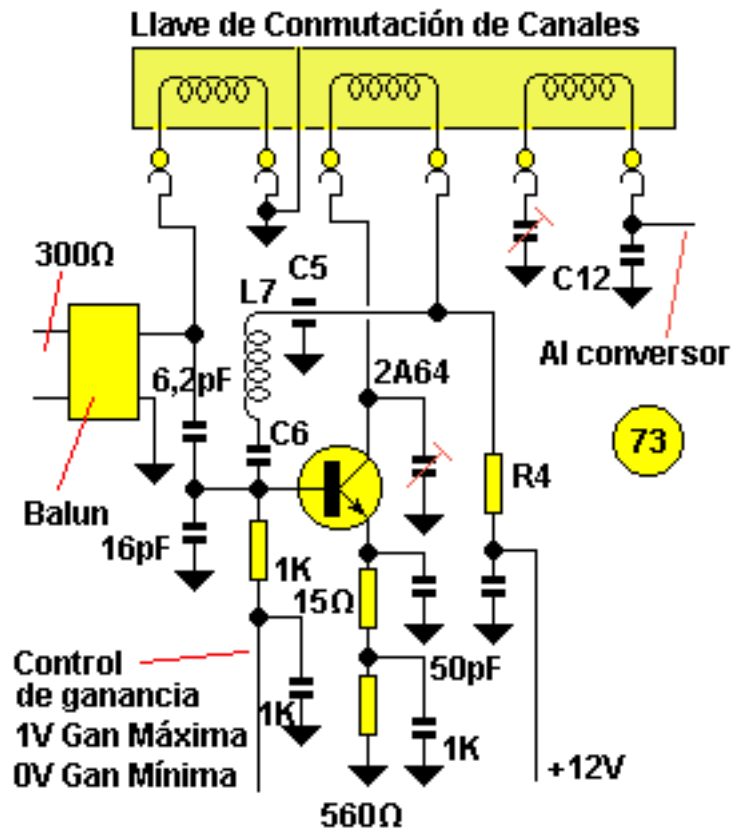 Llave de Conmutación de Canales
300Ω
C5
L7
C12
Al conversor
6,2pF
2A64
73
C6
R4
Balun
16pF
1K
15Ω
Control
de ganancia
1V Gan Máxima
0V Gan Mínima
1K
50pF
1K
+12V
560Ω